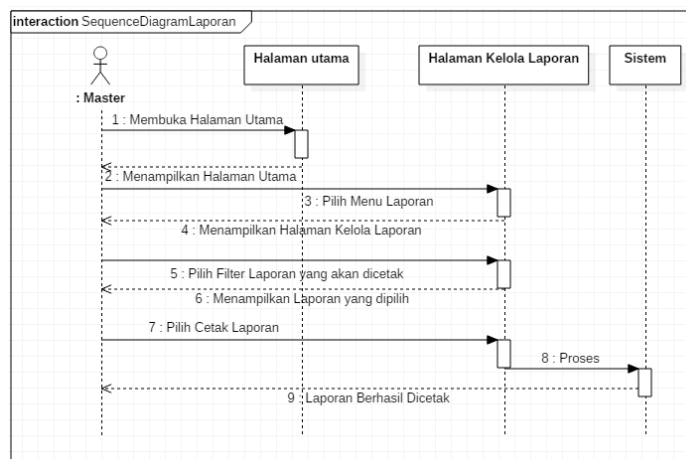 interaction SequenceDiagramLaporan
Halaman utama
Halaman Kelola Laporan
Sistem
: Master
1 : Membuka Halaman Utama
2 : Menampilkan Halaman Utama
3 : Pilih Menu Laporan
4 : Menampilkan Halaman Kelola Laporan
5 : Pilih Filter Laporan yang akan dicetak
6 : Menampilkan Laporan yang dipilih
7 : Pilih Cetak Laporan
8 : Proses
9 : Laporan Berhasil Dicetak